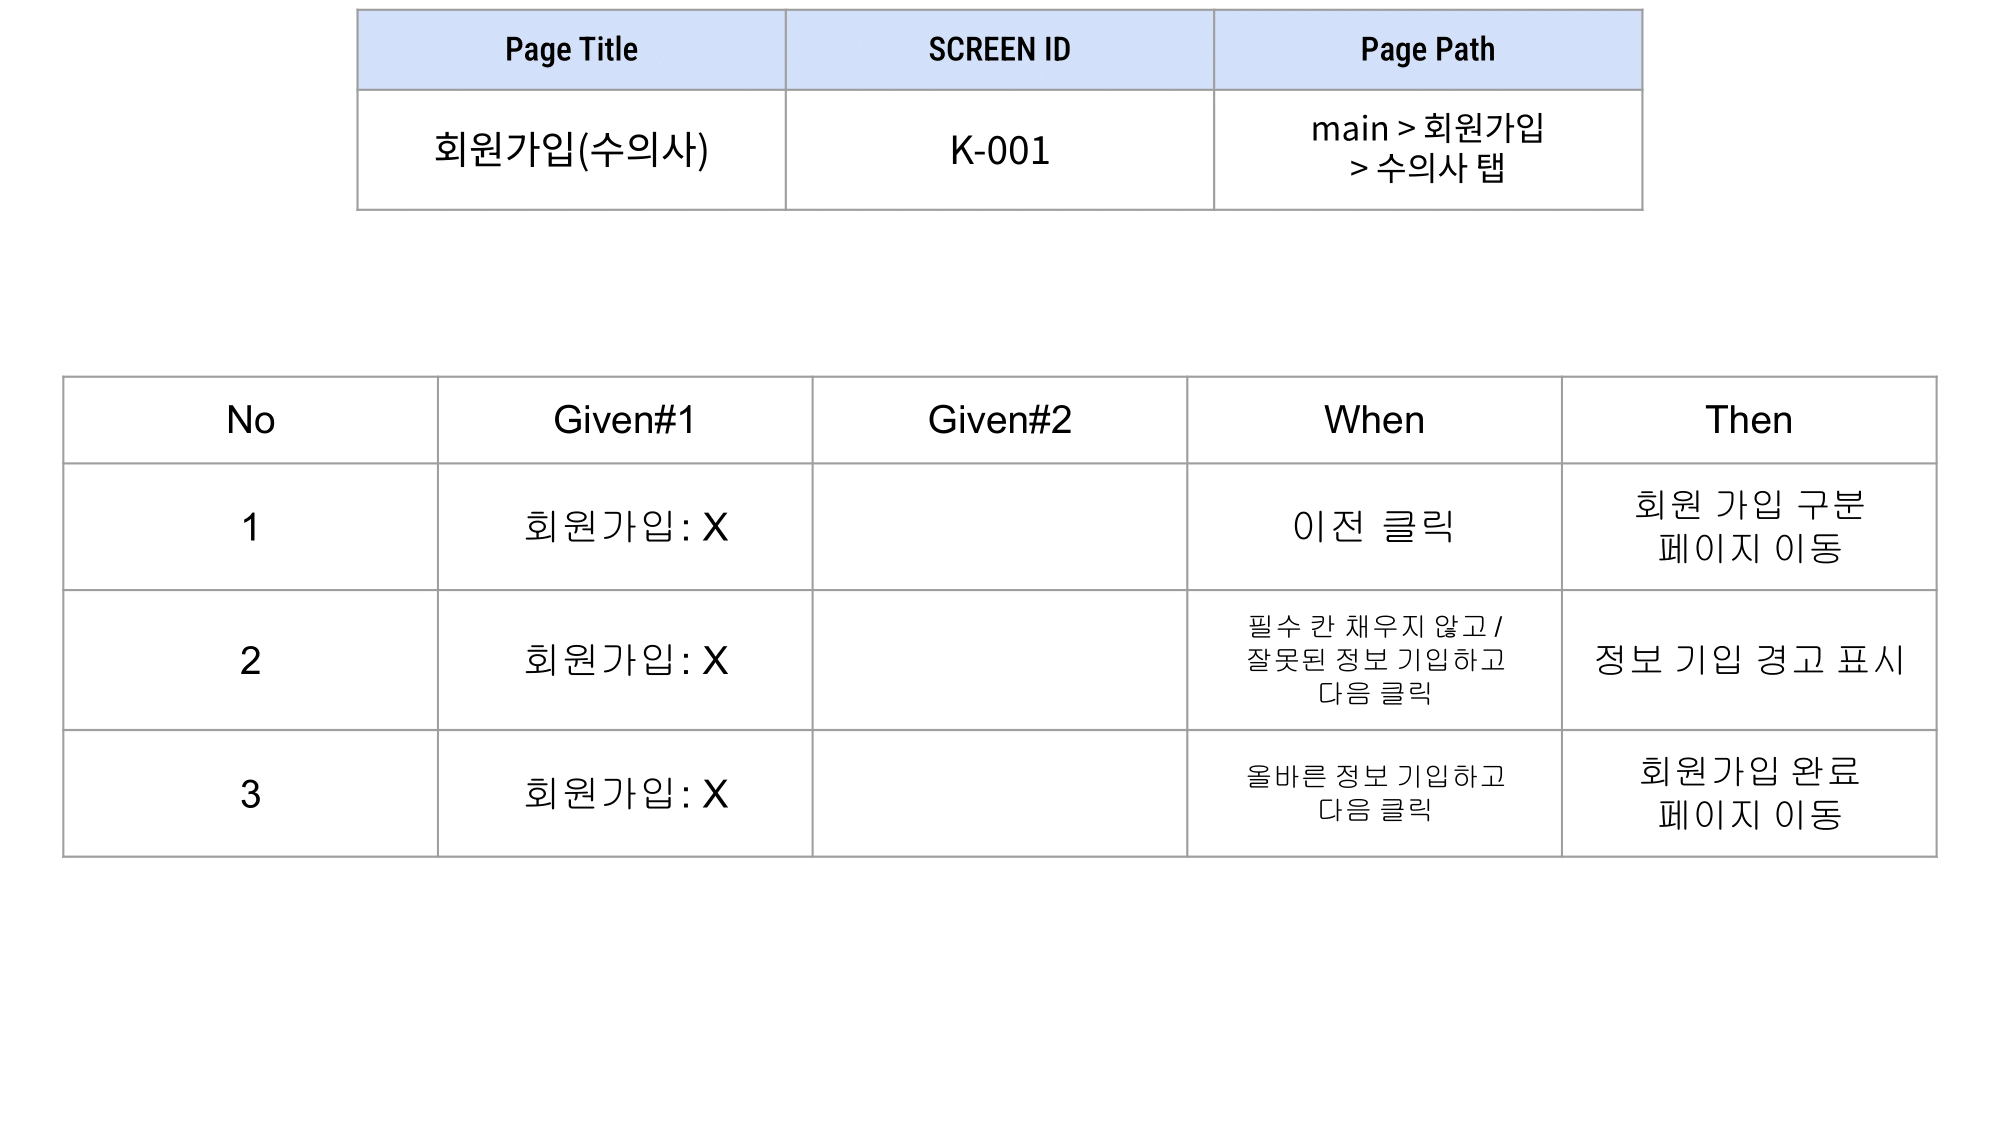 Page Title
SCREEN ID
Page Path
회원가입(수의사)
K-001
main > 회원가입
> 수의사 탭
No
Given#1
Given#2
When
Then
1
회원가입: X
이전 클릭
회원 가입 구분
페이지 이동
2
회원가입: X
필수 칸 채우지 않고 /
잘못된 정보 기입하고
다음 클릭
정보 기입 경고 표시
3
회원가입: X
올바른 정보 기입하고
다음 클릭
회원가입 완료
페이지 이동